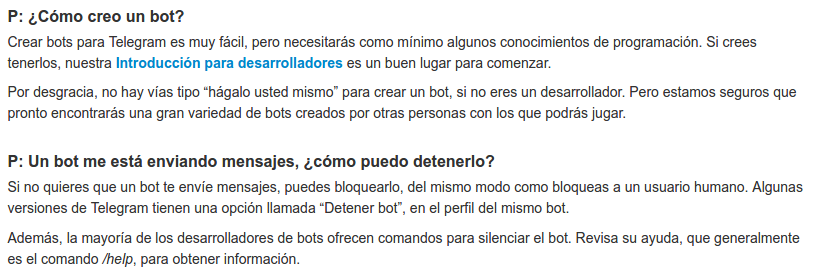 P: ¿Cómo creo un bot?
Crear bots para Telegram es muy fácil, pero necesitarás como mínimo algunos conocimientos de programación. Si crees
tenerlos, nuestra Introducción para desarrolladores es un buen lugar para comenzar.
Por desgracia, no hay vías tipo “hágalo usted mismo” para crear un bot, si no eres un desarrollador. Pero estamos seguros que
pronto encontrarás una gran variedad de bots creados por otras personas con los que podrás jugar.
P: Un bot me está enviando mensajes, ¿cómo puedo detenerlo?
Si no quieres que un bot te envíe mensajes, puedes bloquearlo, del mismo modo como bloqueas a un usuario humano. Algunas
versiones de Telegram tienen una opción llamada “Detener bot”, en el perfil del mismo bot.
Además, la mayoría de los desarrolladores de bots ofrecen comandos para silenciar el bot. Revisa su ayuda, que generalmente
es el comando /help, para obtener información.